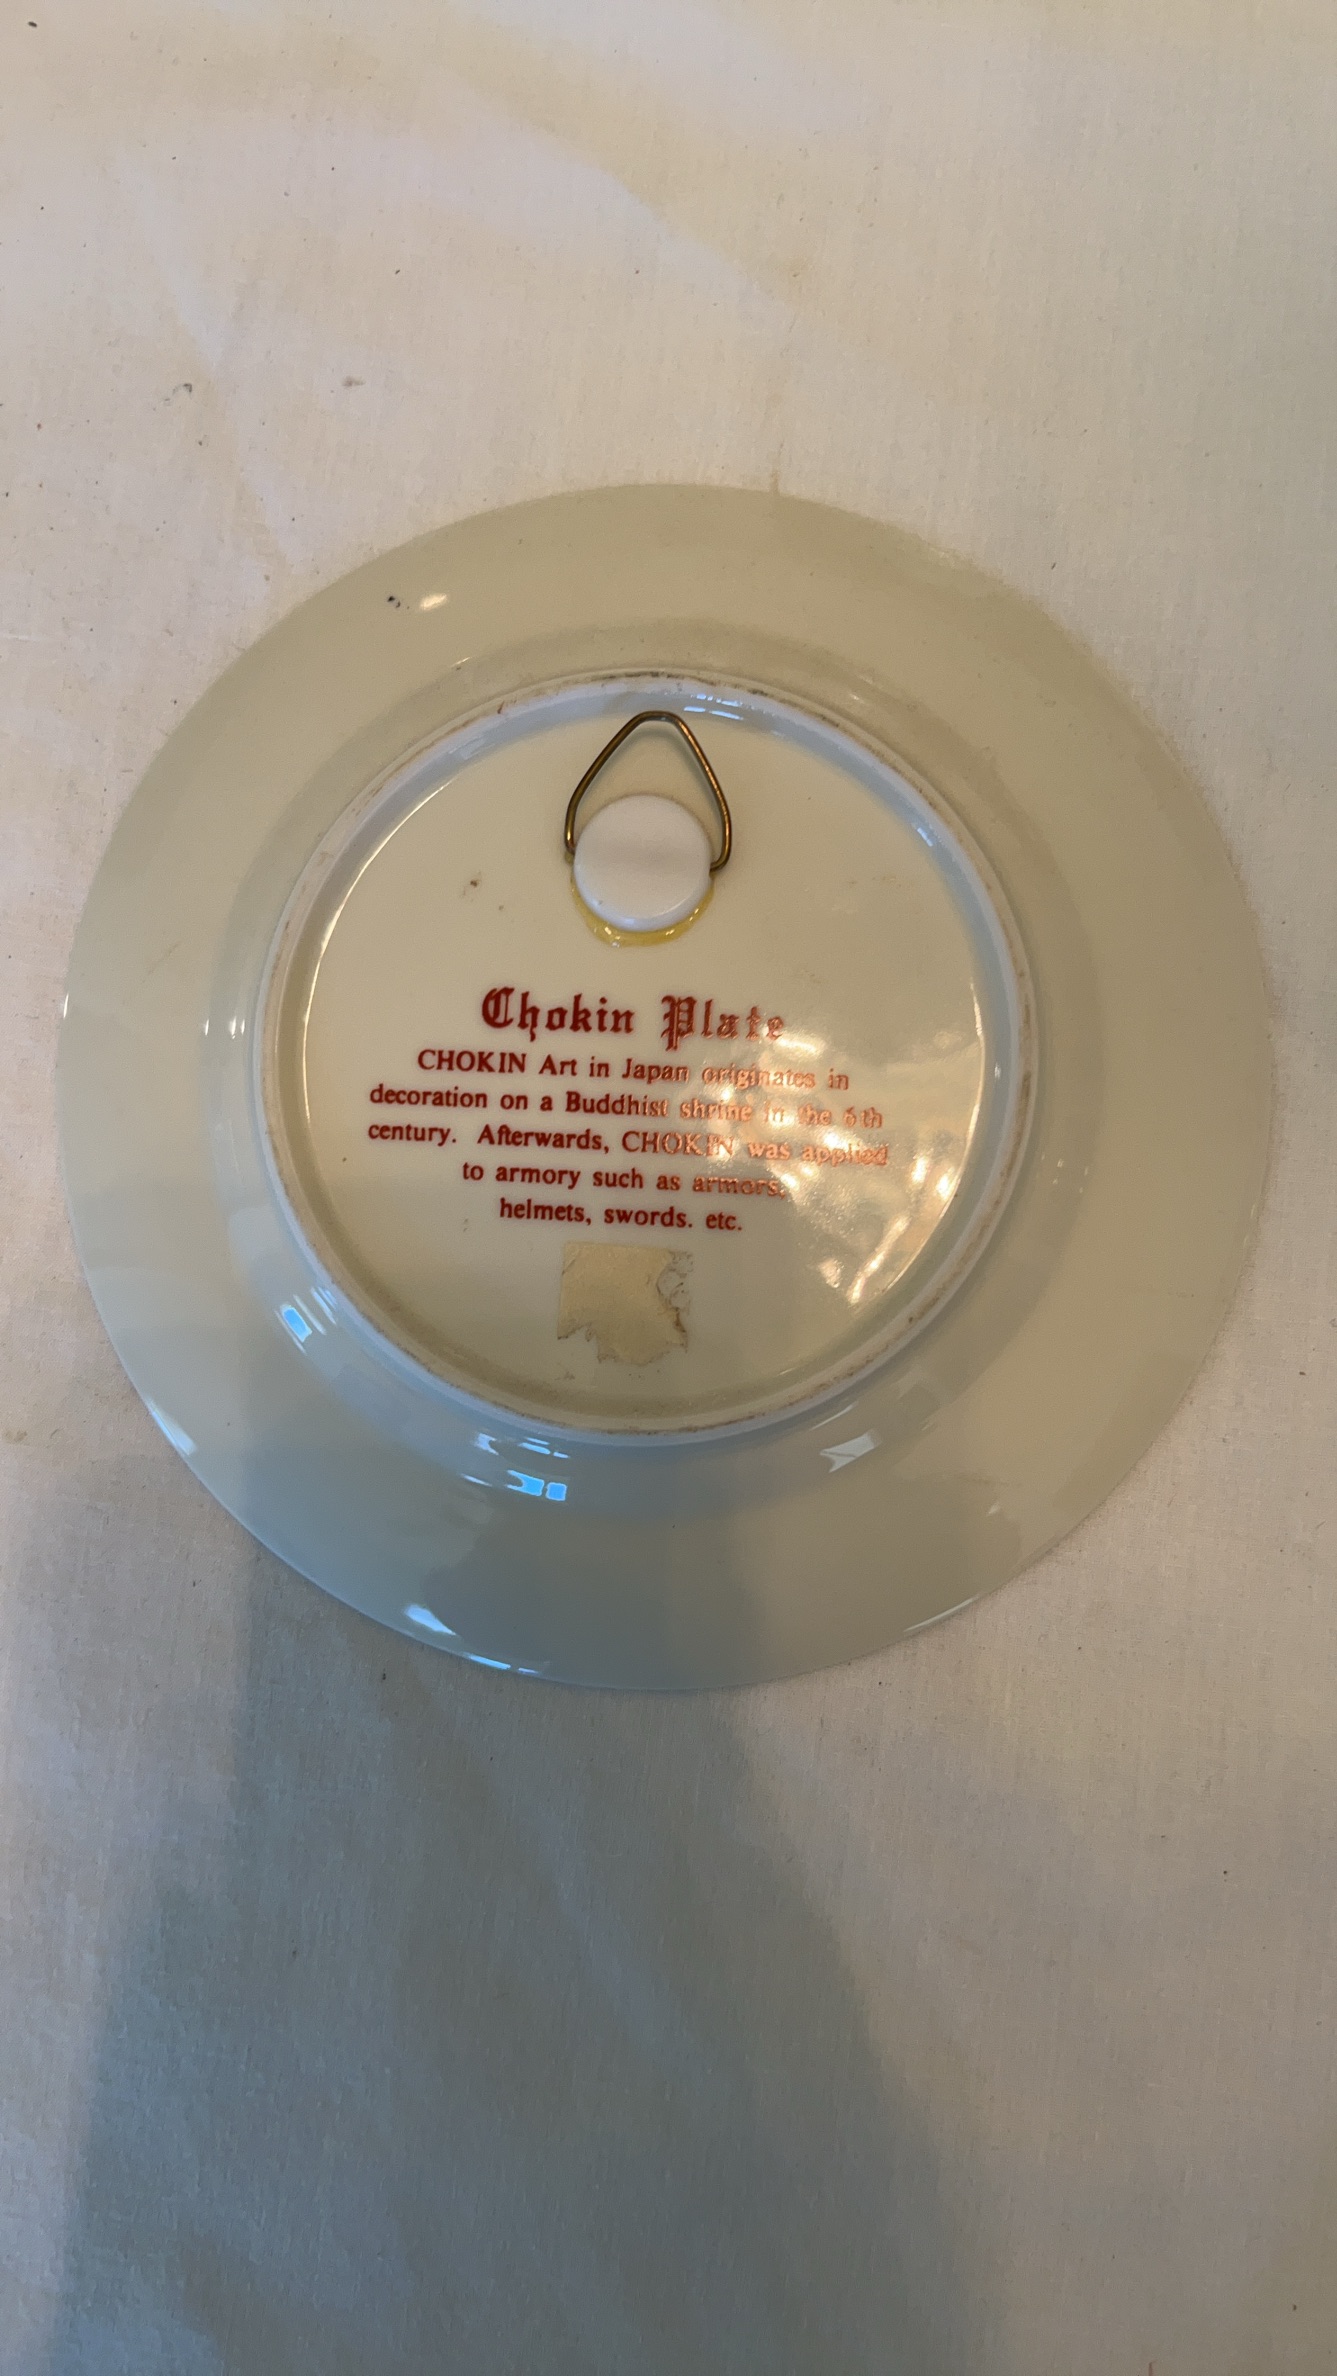 Chokin Plate
CHOKIN Art in Japan originates in
decoration on a Buddhist shrine in the 6th
century. Afterwards, CHOKIN was applied
to armory such as armors,
helmets, swords. etc.